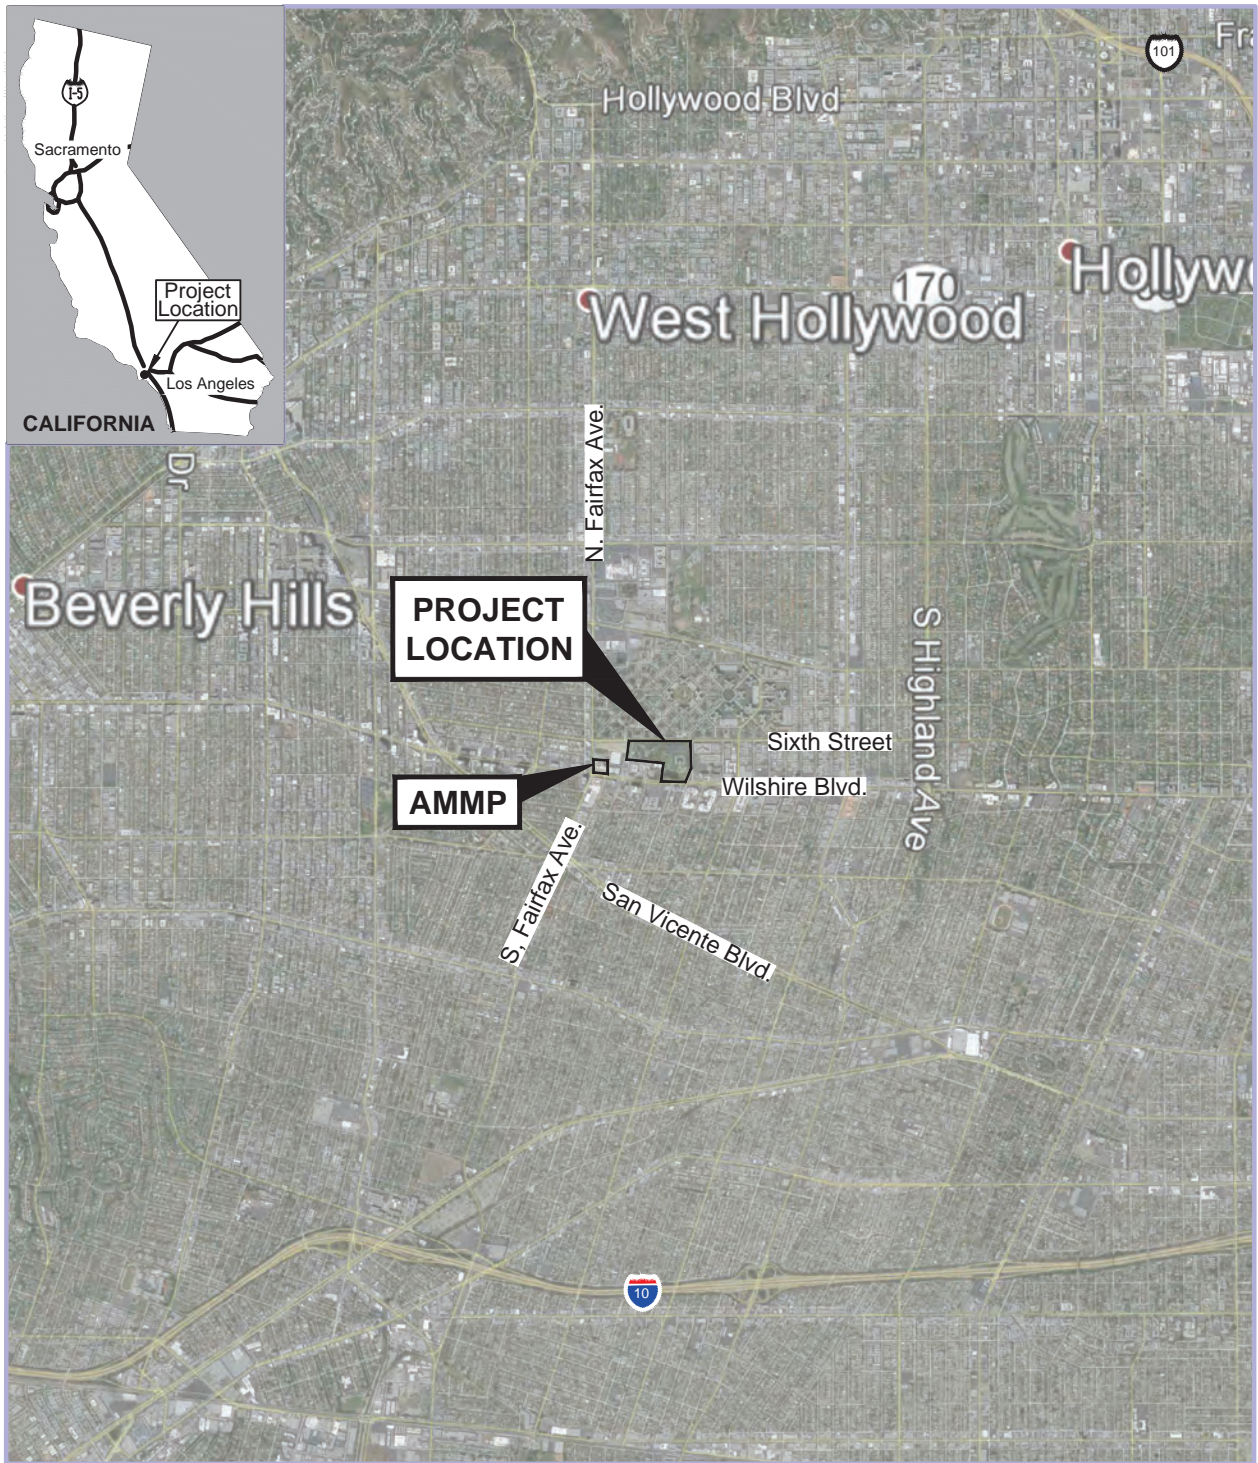 I-5
Sacramento
Project
Location
Los Angeles
CALIFORNIA
101
Fr
Hollywood Blvd
Hollyw
170
West Hollywood
N. Fairfax Ave.
Dr
Beverly Hills
PROJECT
LOCATION
S Highland Ave
Sixth Street
Wilshire Blvd.
AMMP
S, Fairfax Ave.
San Vicente Blvd.
10